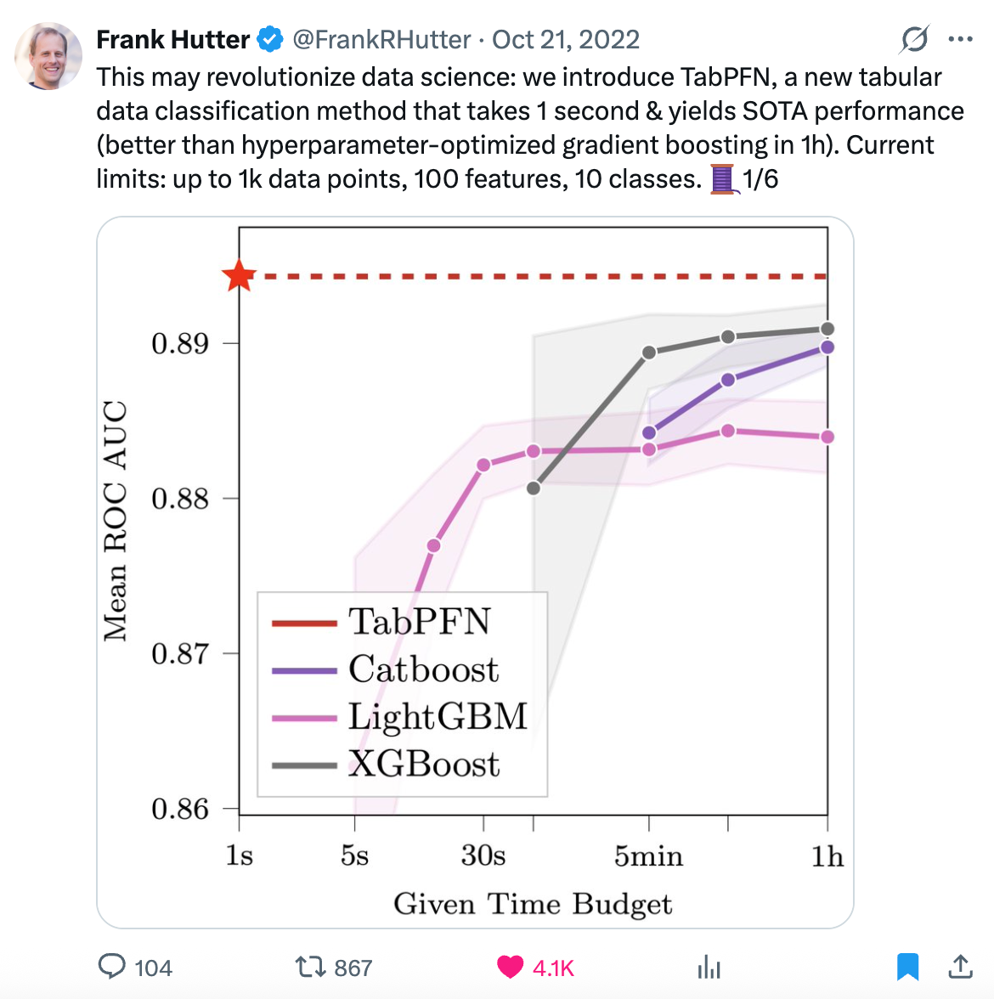 Frank Hutter @FrankRHutter · Oct 21, 2022
This may revolutionize data science: we introduce TabPFN, a new tabular
data classification method that takes 1 second & yields SOTA performance
(better than hyperparameter-optimized gradient boosting in 1h). Current
limits: up to 1k data points, 100 features, 10 classes. 🧵 1/6
Mean ROC AUC
0.89
0.88
0.87
0.86
TabPFN
Catboost
LightGBM
XGBoost
1s 5s 30s 5min 1h
Given Time Budget
104 867 4.1K